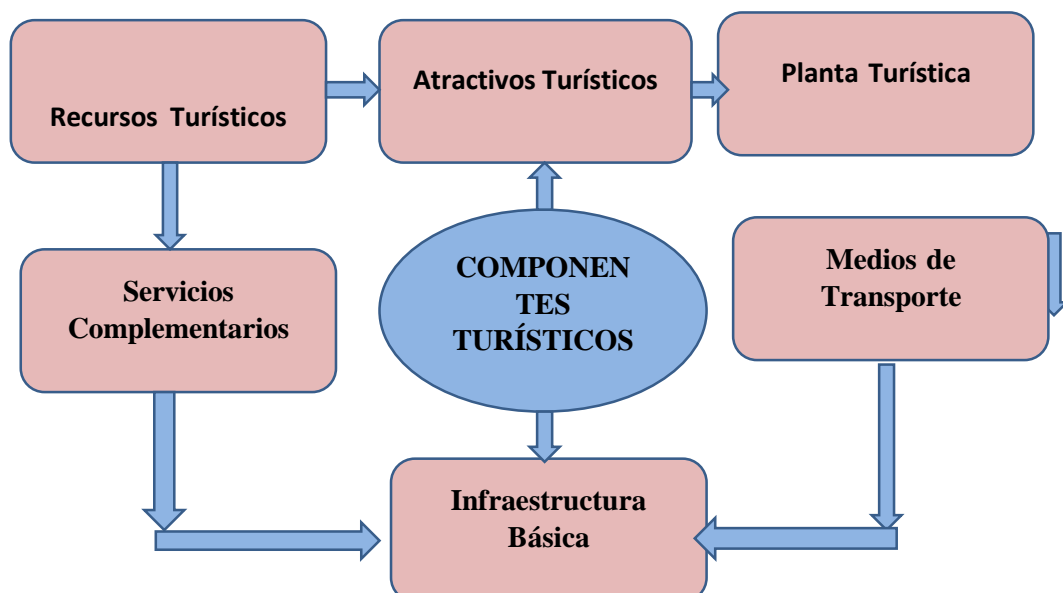 Recursos Turísticos
Atractivos Turísticos
Planta Turística
Servicios
Complementarios
COMPONEN
TES
TURÍSTICOS
Medios de
Transporte
Infraestructura
Básica